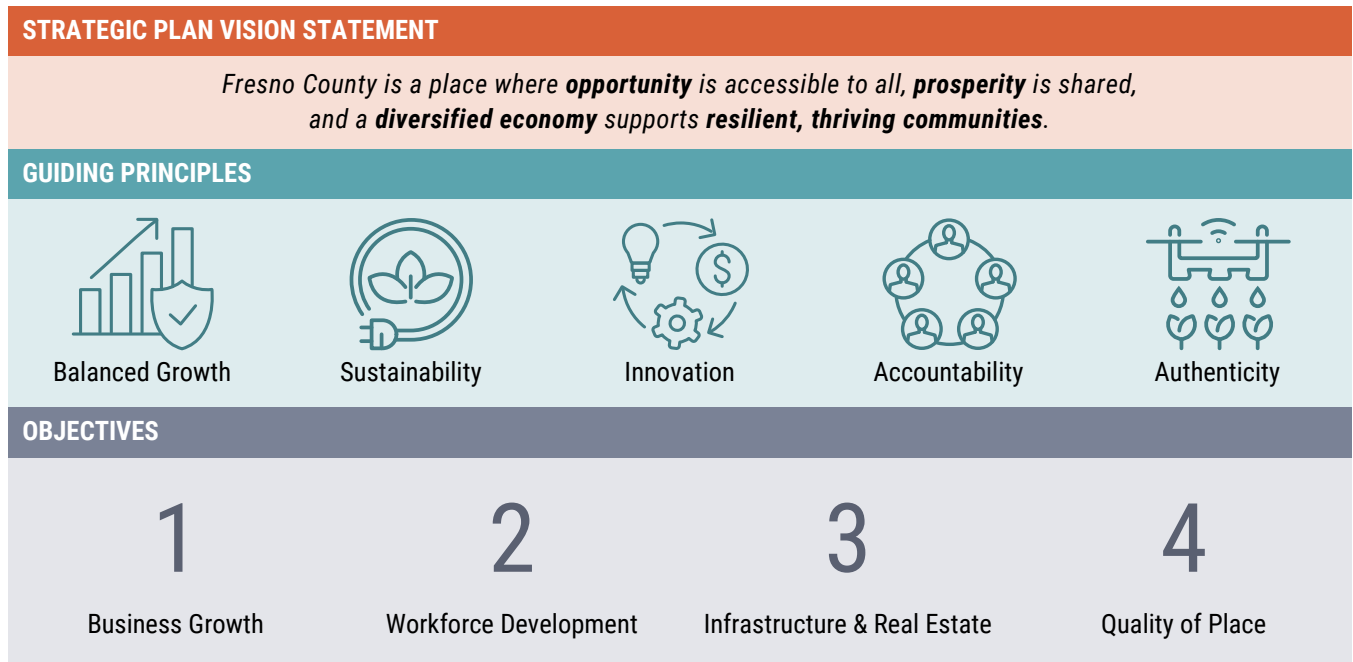 STRATEGIC PLAN VISION STATEMENT
Fresno County is a place where opportunity is accessible to all, prosperity is shared,
and a diversified economy supports resilient, thriving communities.
GUIDING PRINCIPLES
$
Balanced Growth
Sustainability
Innovation
Accountability
Authenticity
OBJECTIVES
1
2
3
4
Business Growth
Workforce Development
Infrastructure & Real Estate
Quality of Place